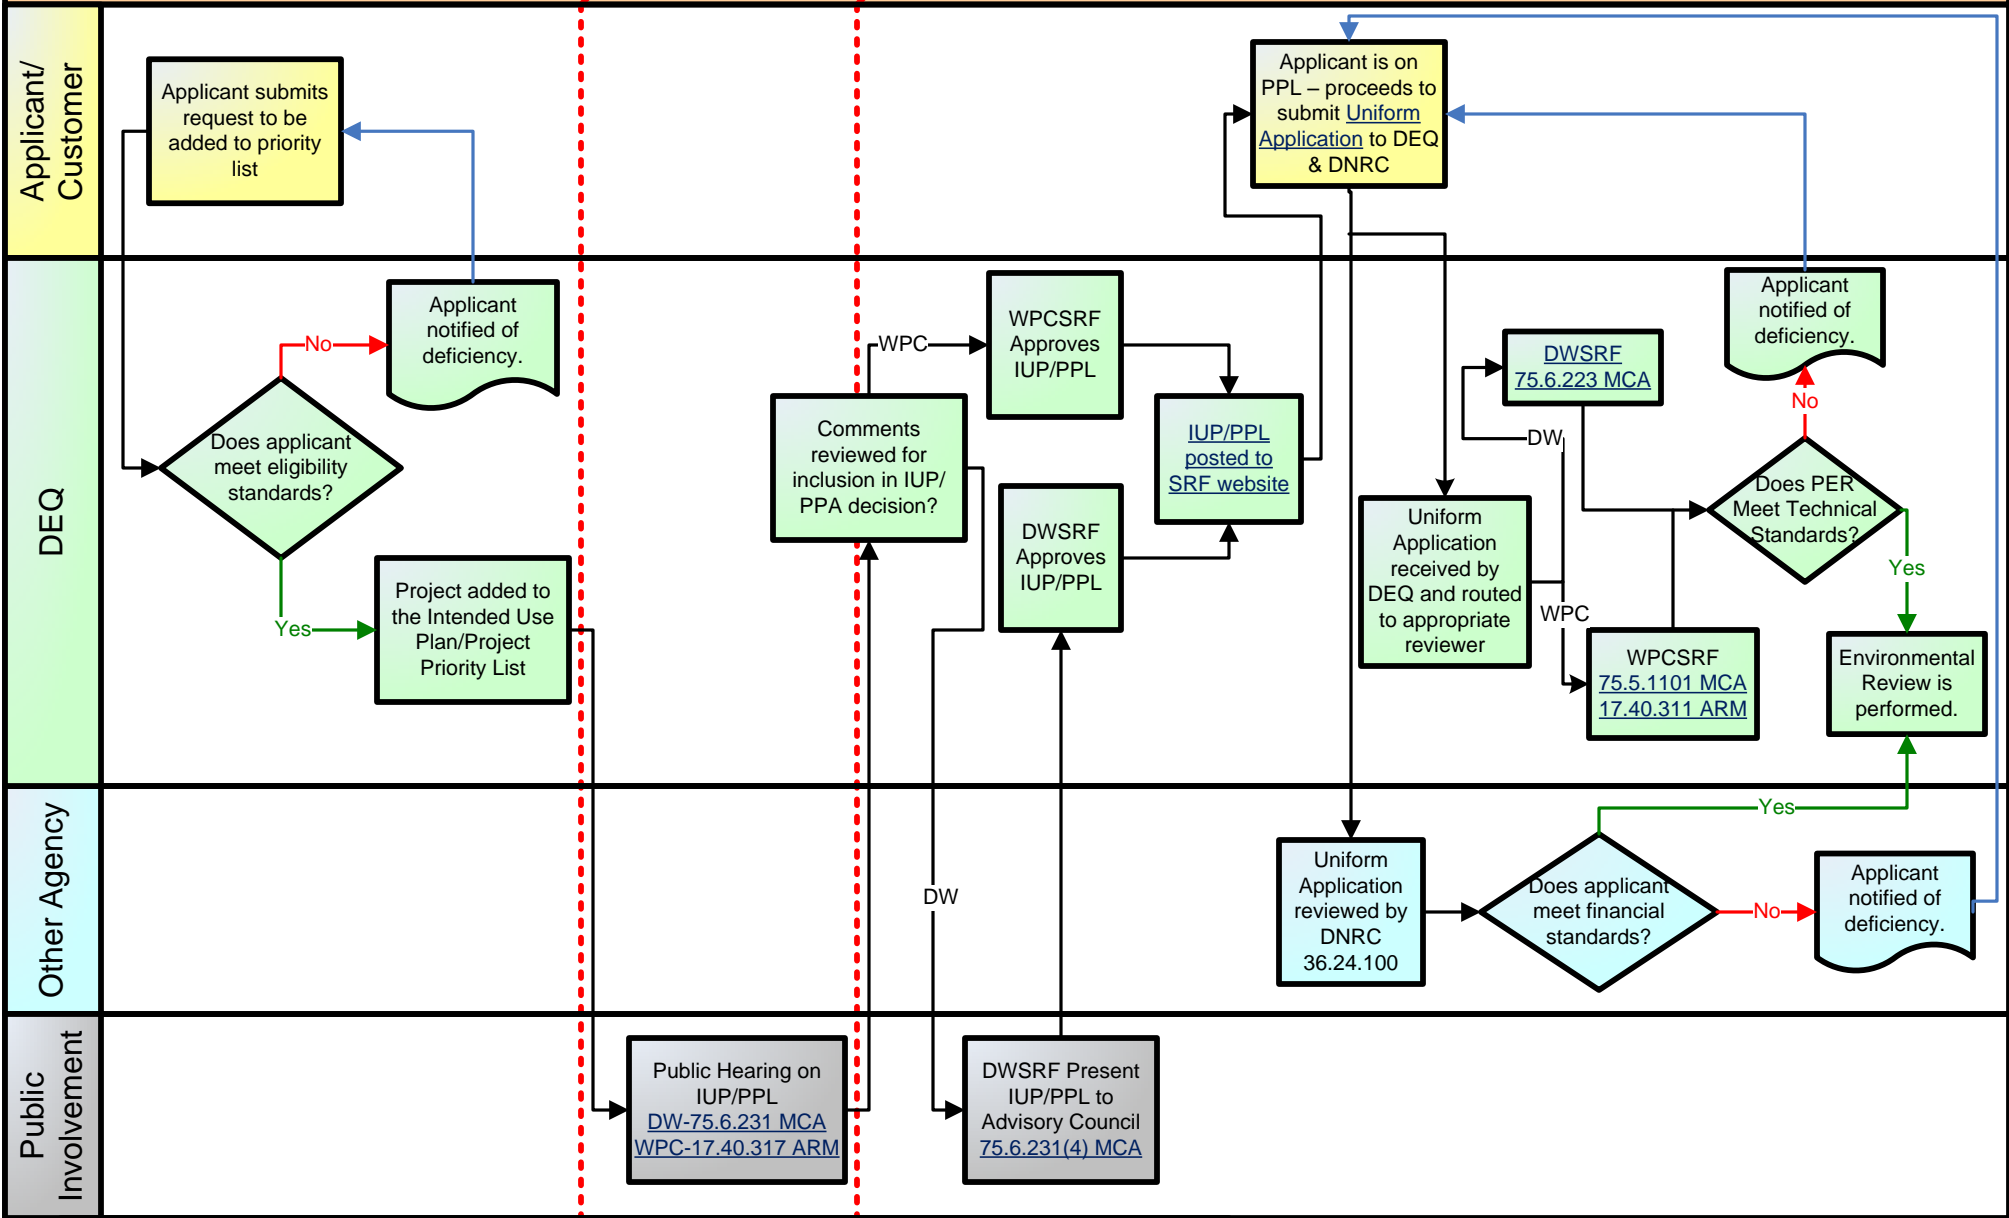 Applicant/
Customer
Applicant submits
request to be
added to priority
list
Applicant is on
PPL – proceeds to
submit Uniform
Application to DEQ
& DNRC
DEQ
Applicant
notified of
deficiency.
No
Does applicant
meet eligibility
standards?
Yes
Project added to
the Intended Use
Plan/Project
Priority List
WPC
Comments
reviewed for
inclusion in IUP/
PPA decision?
WPCSRF
Approves
IUP/PPL
DWSRF
Approves
IUP/PPL
IUP/PPL
posted to
SRF website
Uniform
Application
received by
DEQ and routed
to appropriate
reviewer
DW
WPC
DWSRF
75.6.223 MCA
WPCSRF
75.5.1101 MCA
17.40.311 ARM
Applicant
notified of
deficiency.
No
Does PER
Meet Technical
Standards?
Yes
Environmental
Review is
performed.
Other Agency
DW
Uniform
Application
reviewed by
DNRC
36.24.100
Does applicant
meet financial
standards?
Yes
No
Applicant
notified of
deficiency.
Public
Involvement
Public Hearing on
IUP/PPL
DW-75.6.231 MCA
WPC-17.40.317 ARM
DWSRF Present
IUP/PPL to
Advisory Council
75.6.231(4) MCA